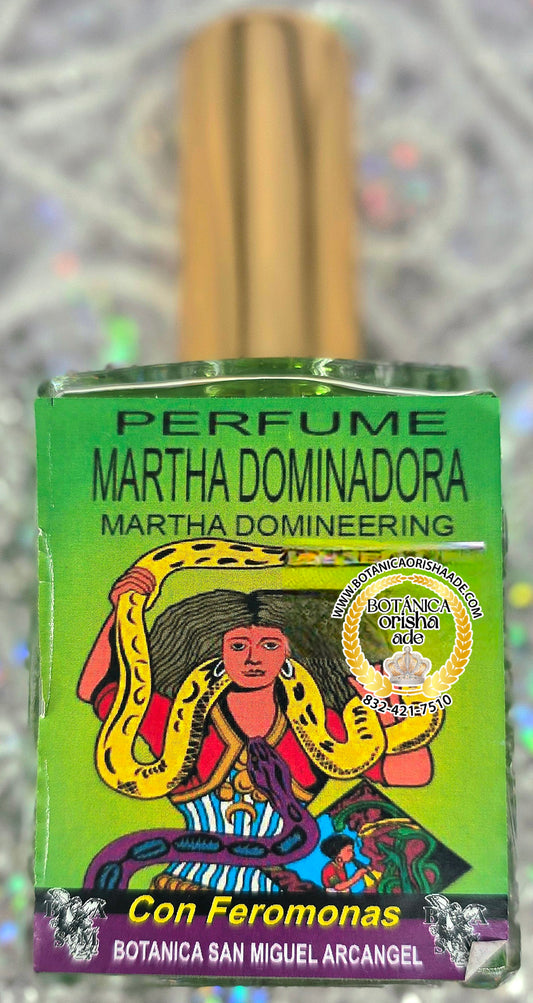 PERFUME
MARTHA DOMINADORA
MARTHA DOMINEERING
WWW.BOTANICAORISHAADE.COM
BOTÁNICA
orisha
ade
832-421-7510
Con Feromonas
BOTANICA SAN MIGUEL ARCANGEL